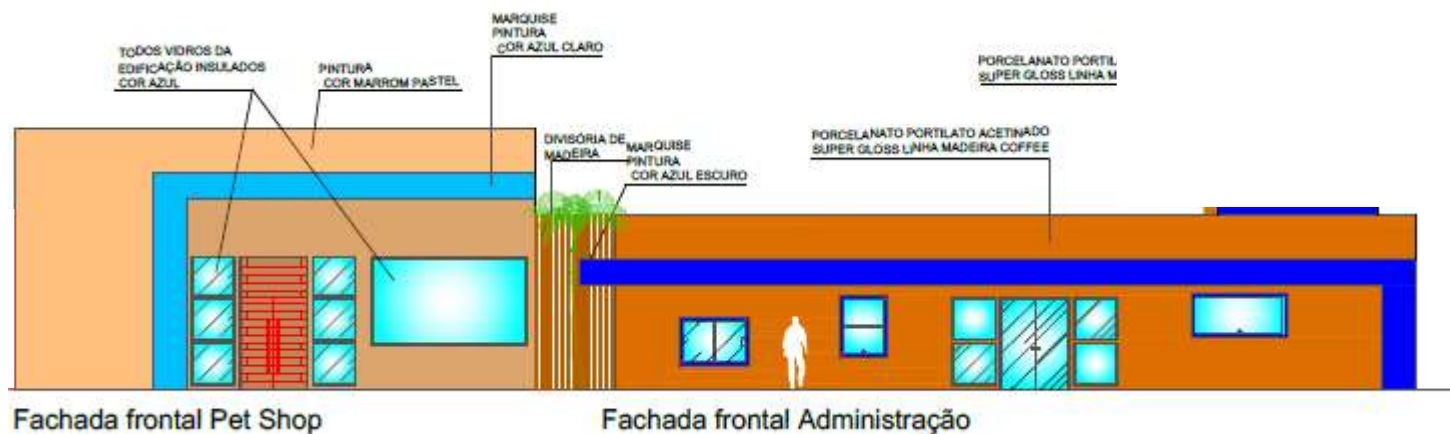 MARQUISE
PINTURA
COR AZUL CLARO
TODOS VIDROS DA
EDIFICAÇÃO INSULADOS
COR AZUL
PINTURA
COR MARROM PASTEL
PORCELANATO PORTIL
SUPER GLOSS LINHA M
DIVISÓRIA DE
MADEIRA
MARQUISE
PINTURA
COR AZUL ESCURO
PORCELANATO PORTILATO ACETINADO
SUPER GLOSS LINHA MADEIRA COFFEE
Fachada frontal Pet Shop
Fachada frontal Administração